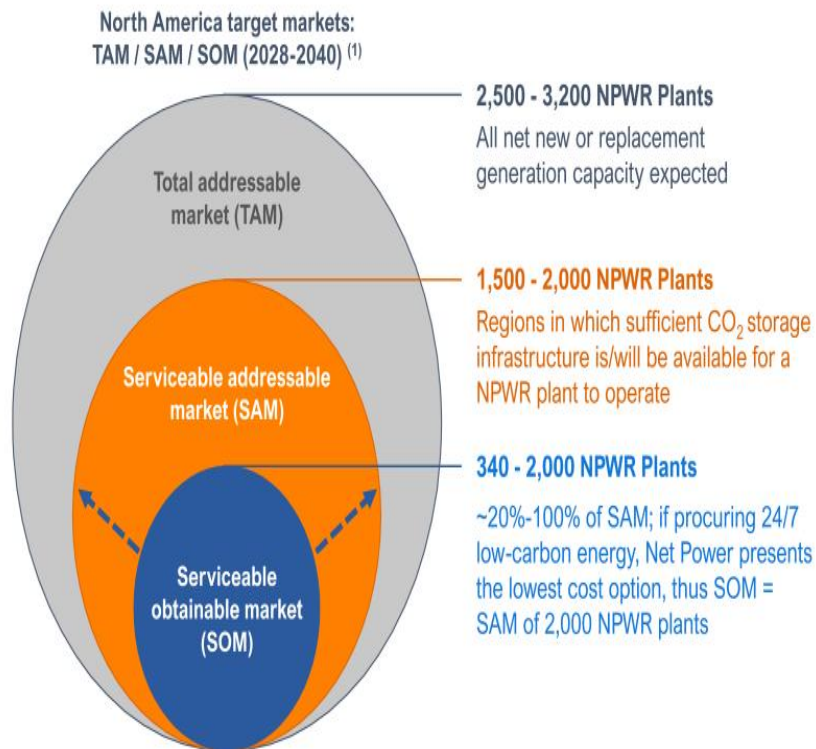 North America target markets:
TAM / SAM / SOM (2028-2040) (1)
2,500 - 3,200 NPWR Plants
All net new or replacement
generation capacity expected
Total addressable
market (TAM)
1,500 - 2,000 NPWR Plants
Regions in which sufficient CO₂ storage
infrastructure is/will be available for a
NPWR plant to operate
Serviceable addressable
market (SAM)
340 - 2,000 NPWR Plants
~20%-100% of SAM; if procuring 24/7
low-carbon energy, Net Power presents
the lowest cost option, thus SOM =
SAM of 2,000 NPWR plants
Serviceable
obtainable market
(SOM)